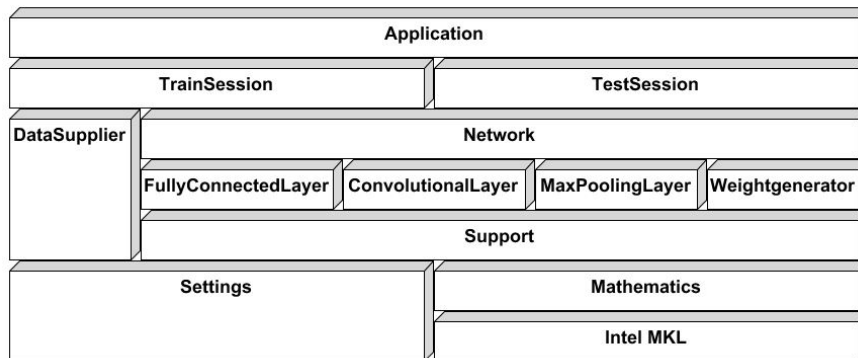 Application
TrainSession
TestSession
DataSupplier
Network
FullyConnectedLayer
ConvolutionalLayer
MaxPoolingLayer
Weightgenerator
Support
Settings
Mathematics
Intel MKL